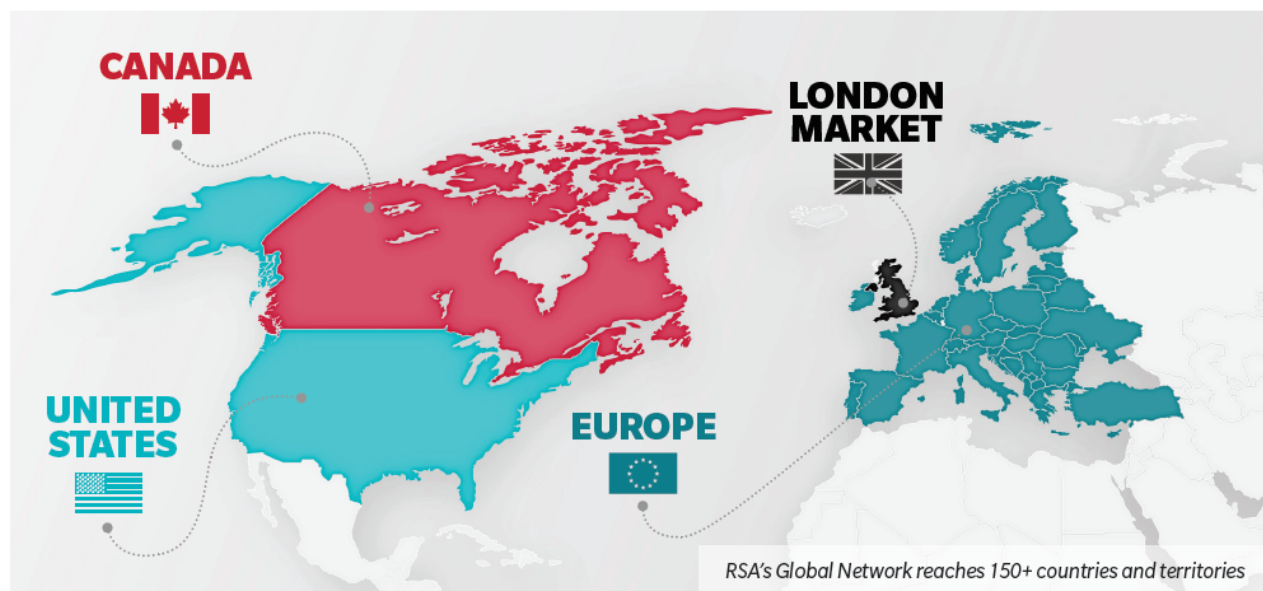 CANADA
LONDON
MARKET
UNITED
STATES
EUROPE
RSA's Global Network reaches 150+ countries and territories